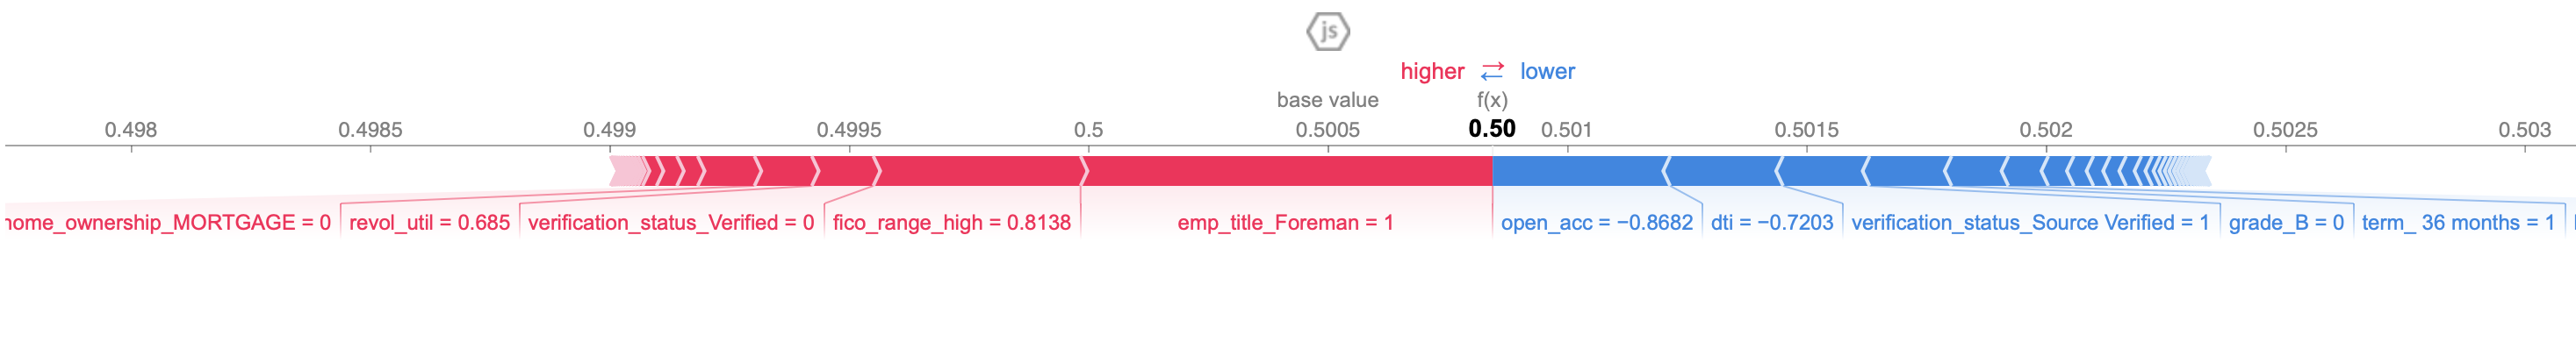 js
higher lower
base value f(x)
0.498 0.4985 0.499 0.4995 0.5 0.5005 0.50 0.501 0.5015 0.502 0.5025 0.503
ome_ownership_MORTGAGE = 0 revol_util = 0.685 verification_status_Verified = 0 fico_range_high = 0.8138 emp_title_Foreman = 1 open_acc = −0.8682 dti = −0.7203 verification_status_Source Verified = 1 grade_B = 0 term_ 36 months = 1